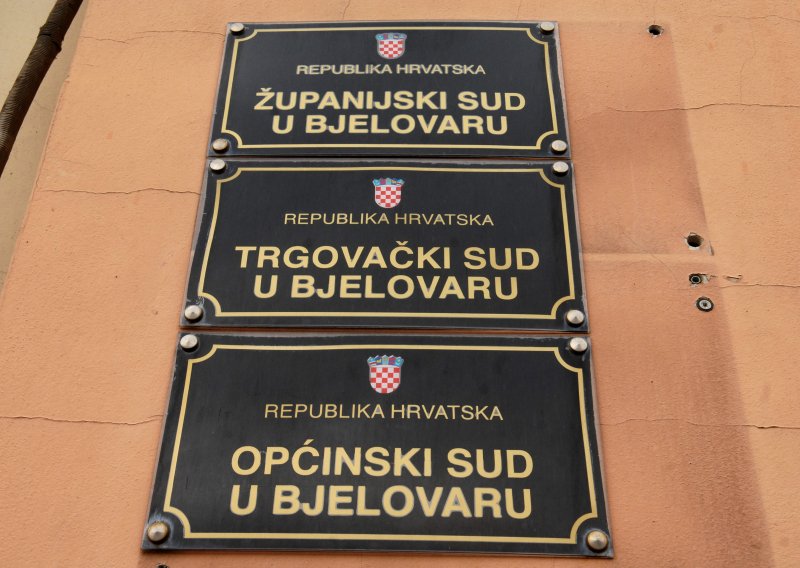 REPUBLIKA HRVATSKA
ŽUPANIJSKI SUD
U BJELOVARU
REPUBLIKA HRVATSKA
TRGOVAČKI SUD
U BJELOVARU
REPUBLIKA HRVATSKA
OPĆINSKI SUD
U BJELOVARU